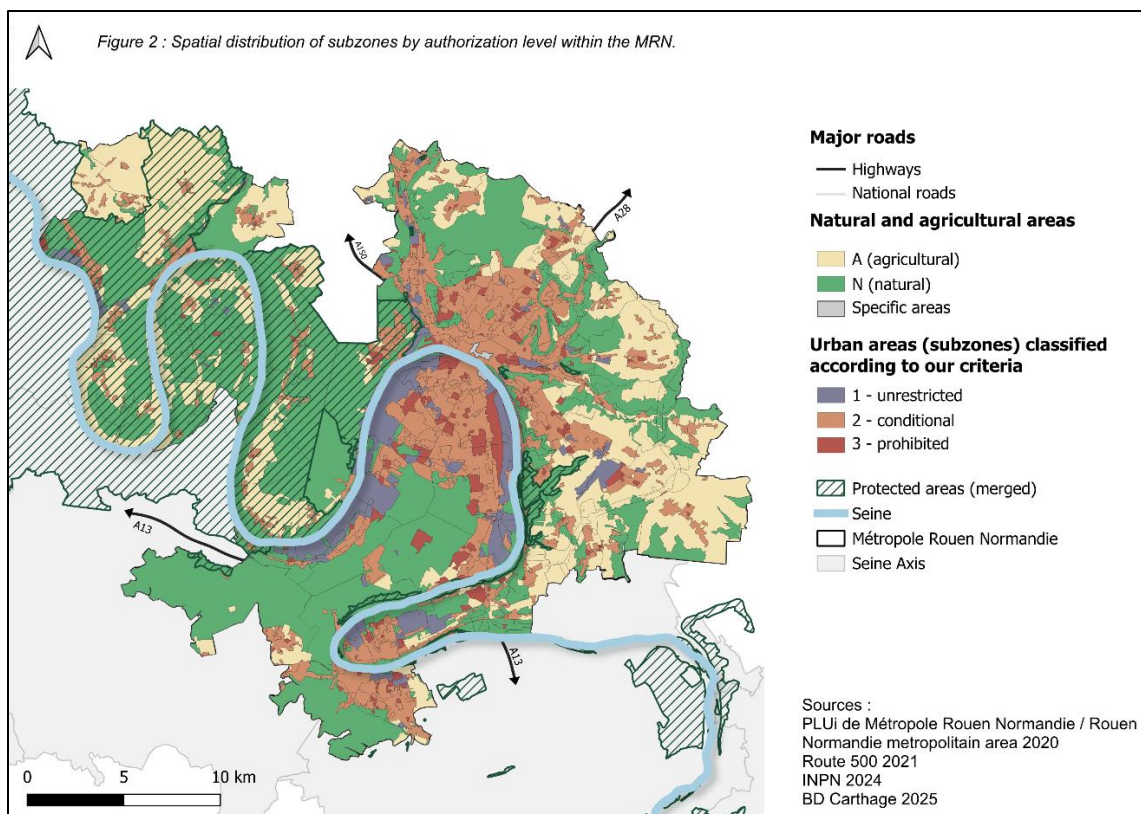 Figure 2 : Spatial distribution of subzones by authorization level within the MRN.
Major roads
Highways
National roads
Natural and agricultural areas
A (agricultural)
N (natural)
Specific areas
Urban areas (subzones) classified
according to our criteria
1 - unrestricted
2 - conditional
3 - prohibited
Protected areas (merged)
Seine
Métropole Rouen Normandie
Seine Axis
A28
A150
A13
A13
Sources :
PLUi de Métropole Rouen Normandie / Rouen
Normandie metropolitain area 2020
Route 500 2021
INPN 2024
BD Carthage 2025
0 5 10 km